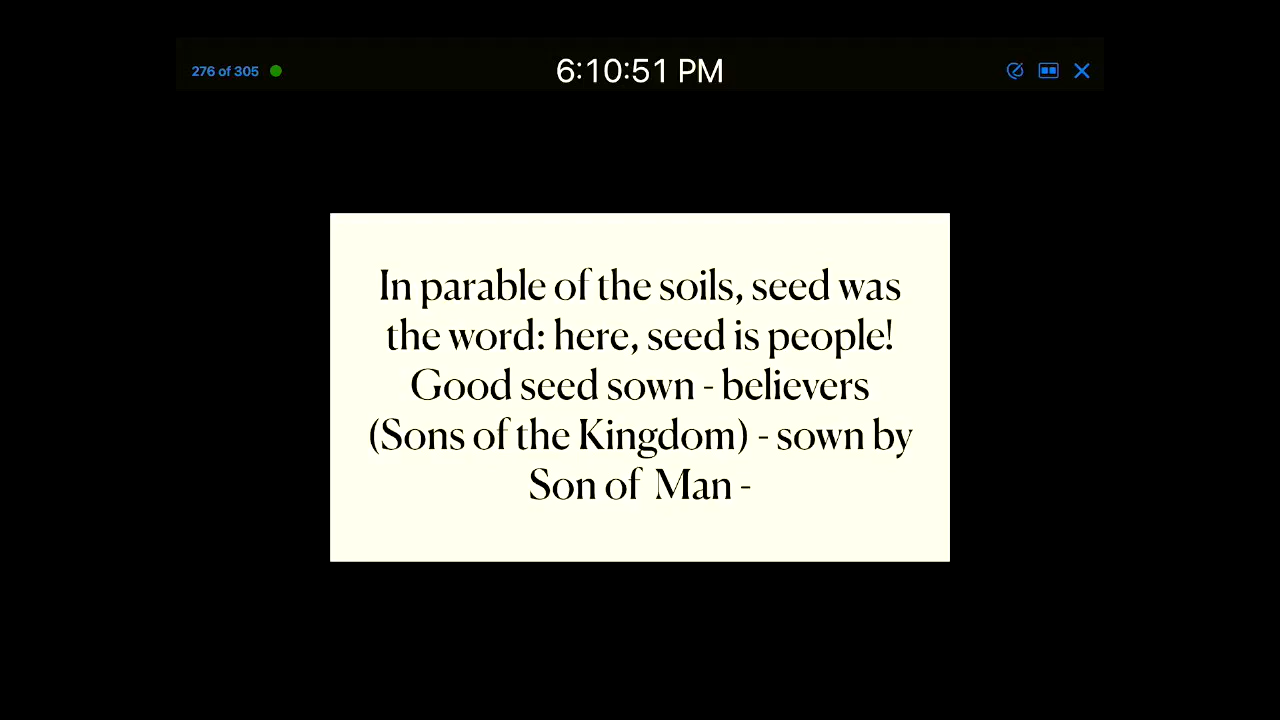 276 of 305
6:10:51 PM
In parable of the soils, seed was
the word: here, seed is people!
Good seed sown - believers
(Sons of the Kingdom) - sown by
Son of  Man -